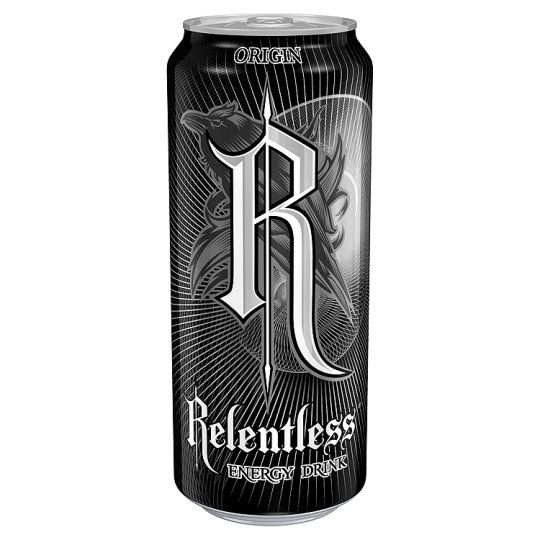 ORIGIN
R
Relentless
ENERGY DRINK